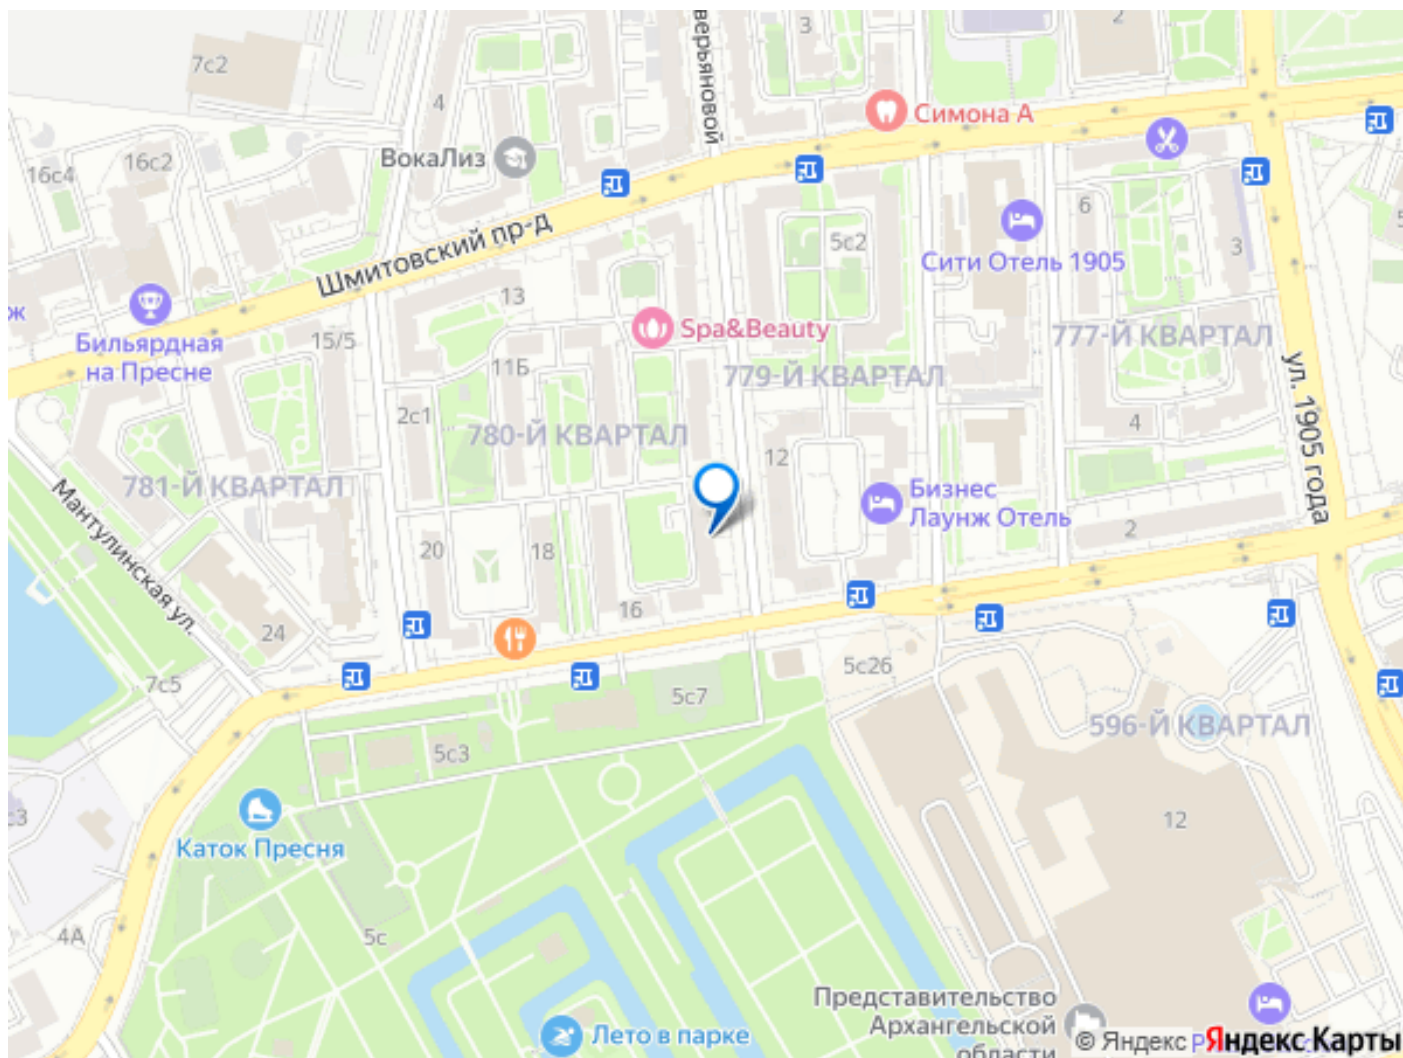 2
3
верьяновой
7с2
4
Симона А
ВокаЛиз
16с2
16с4
6
5с2
3
Шмитовский пр-д
Сити Отель 1905
13
ж
Бильярдная
на Пресне
15/5
Spa&Beauty
777-Й КВАРТАЛ
11Б
779-Й КВАРТАЛ
ул. 1905 года
2с1
780-Й КВАРТАЛ
4
12
781-Й КВАРТАЛ
Бизнес
Лаунж Отель
Мантулинская ул.
20
18
2
16
24
5с26
7с5
5с7
596-Й КВАРТАЛ
5с3
с3
12
Каток Пресня
4А
5с
Представительство
Архангельской
области
Лето в парке
© Яндекс
Яндекс Карты